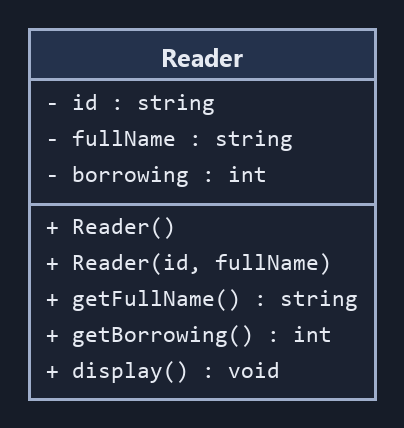 Reader
- id : string
- fullName : string
- borrowing : int
+ Reader()
+ Reader(id, fullName)
+ getFullName() : string
+ getBorrowing() : int
+ display() : void